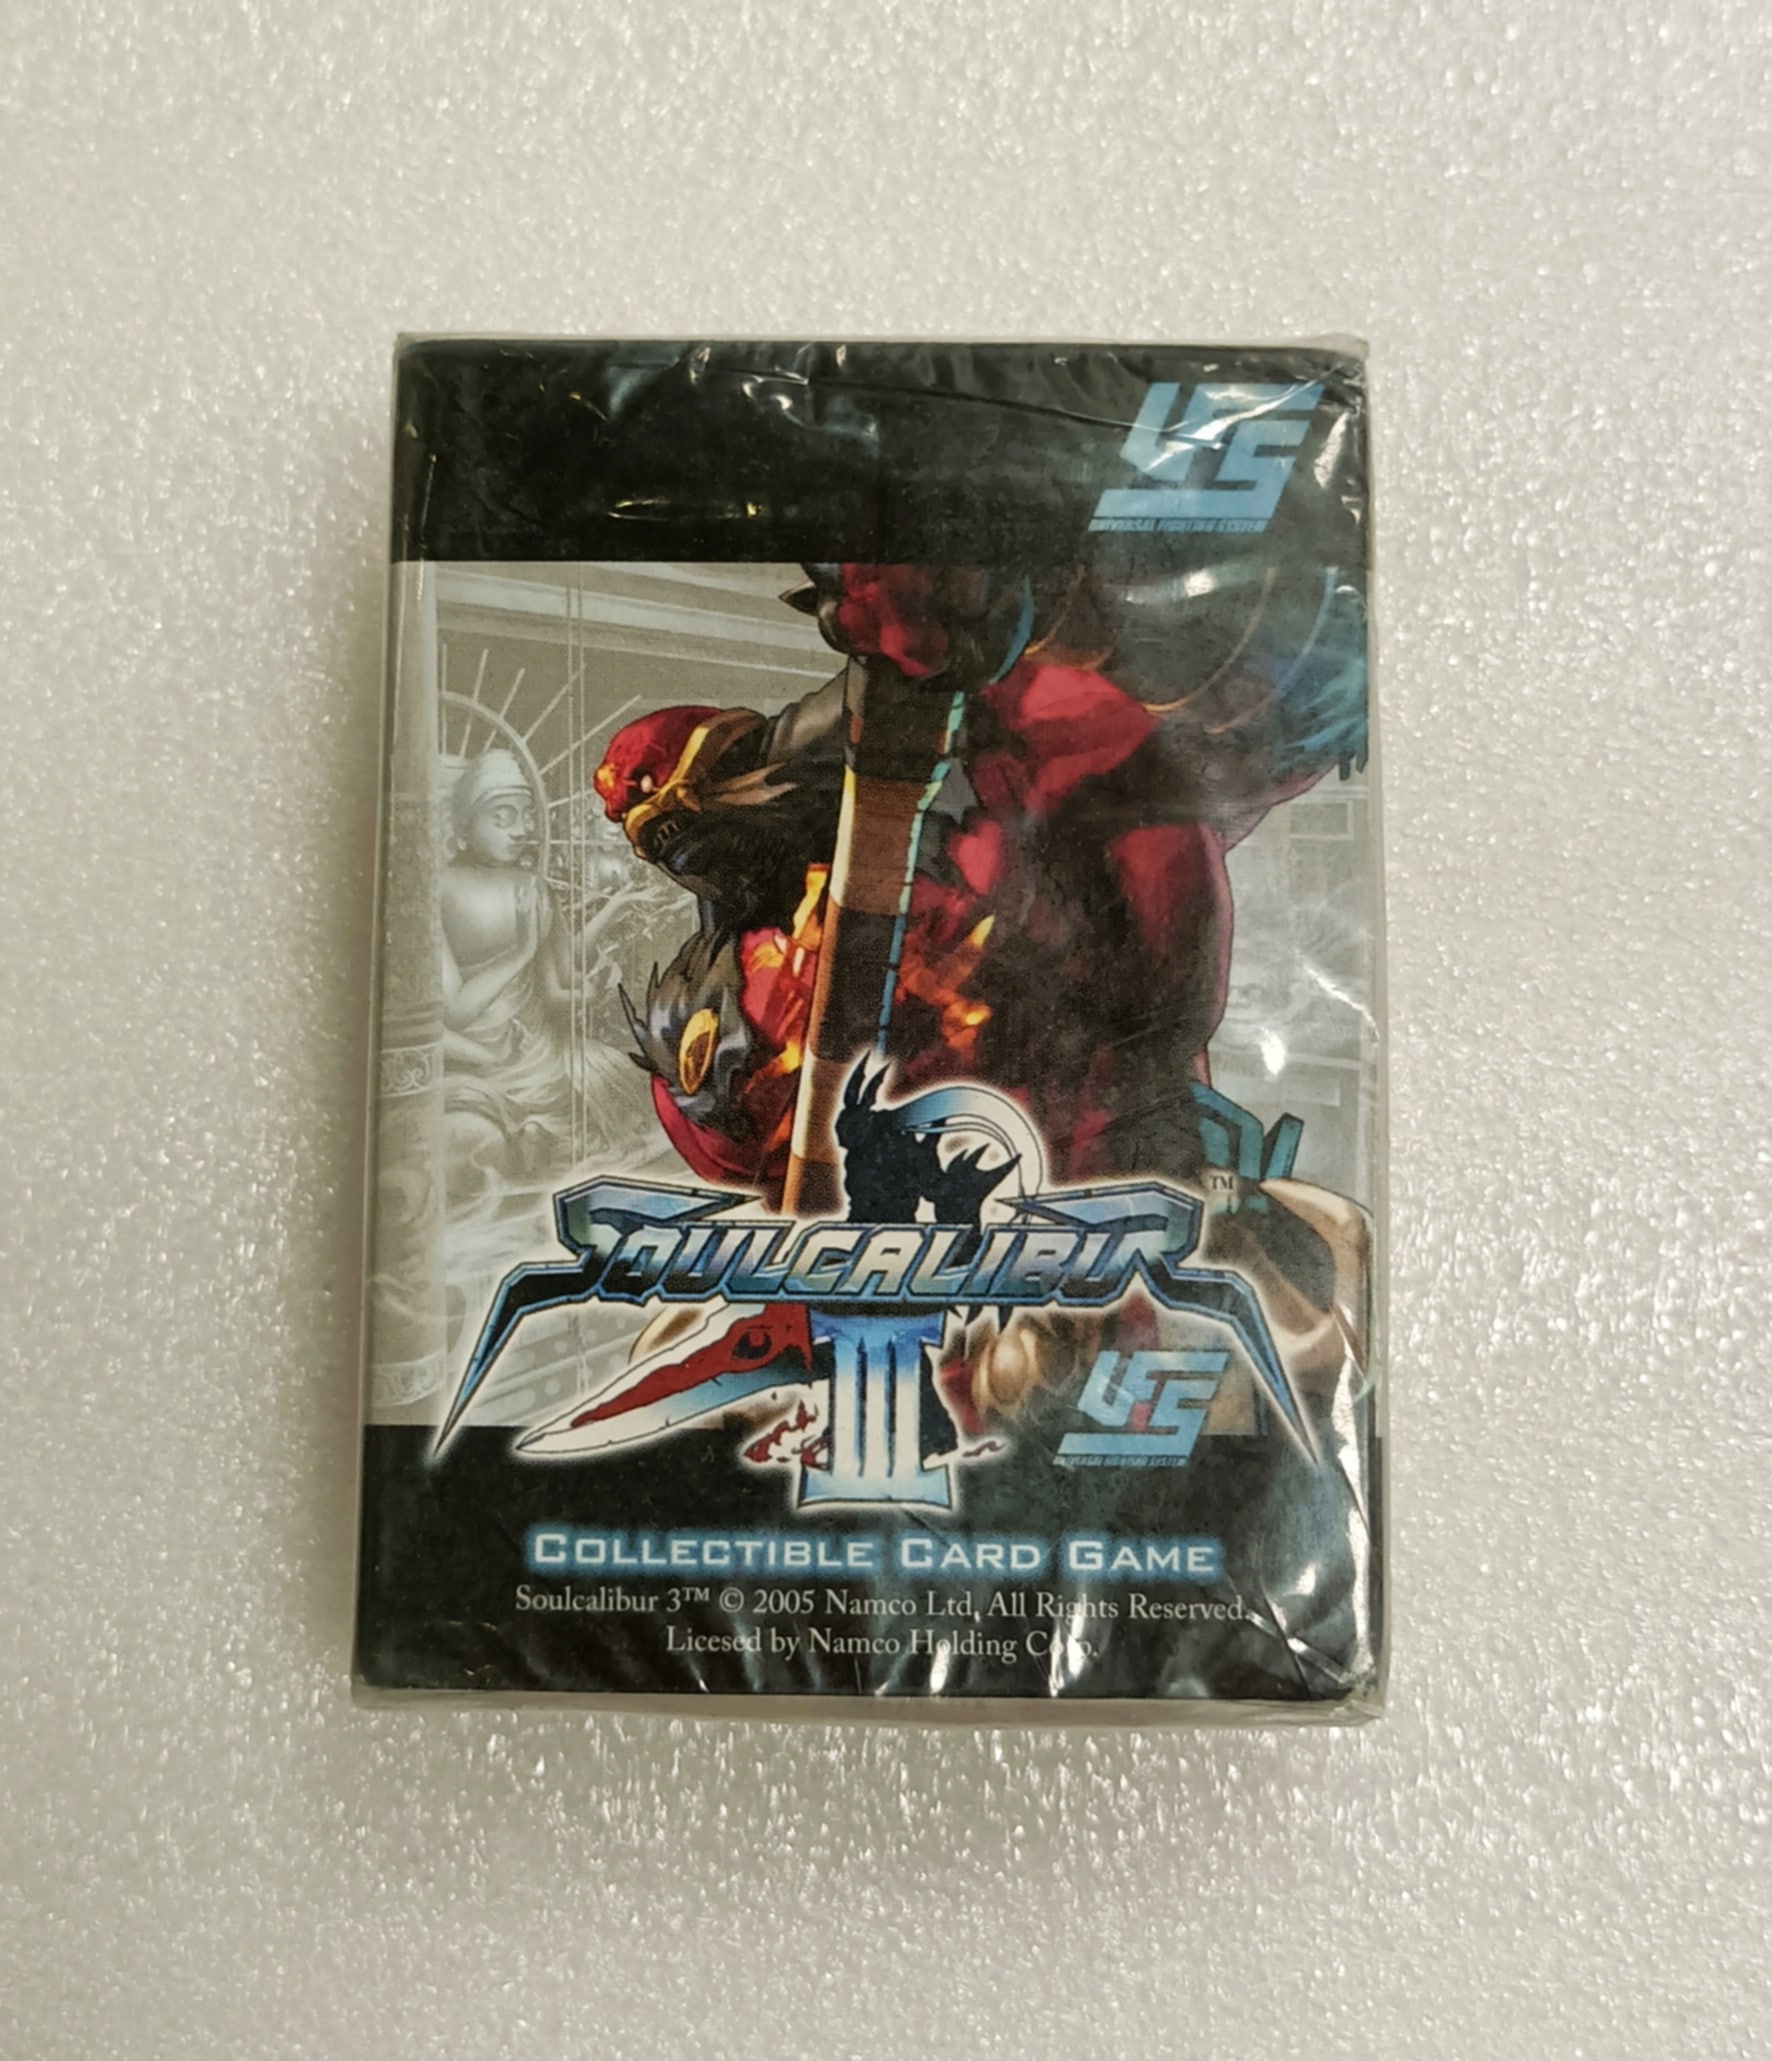 UFS
UNIVERSAL FIGHTING SYSTEM
SOULCALIBUR™
III
UFS
UNIVERSAL FIGHTING SYSTEM
COLLECTIBLE CARD GAME
Soulcalibur 3™ © 2005 Namco Ltd, All Rights Reserved.
Licesed by Namco Holding Corp.